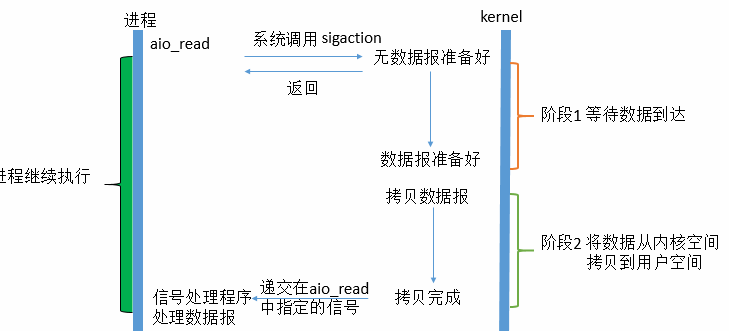 进程
kernel
aio_read
系统调用 sigaction
无数据报准备好
返回
阶段1 等待数据到达
数据报准备好
进程继续执行
拷贝数据报
阶段2 将数据从内核空间
拷贝到用户空间
递交在aio_read
中指定的信号
信号处理程序
处理数据报
拷贝完成